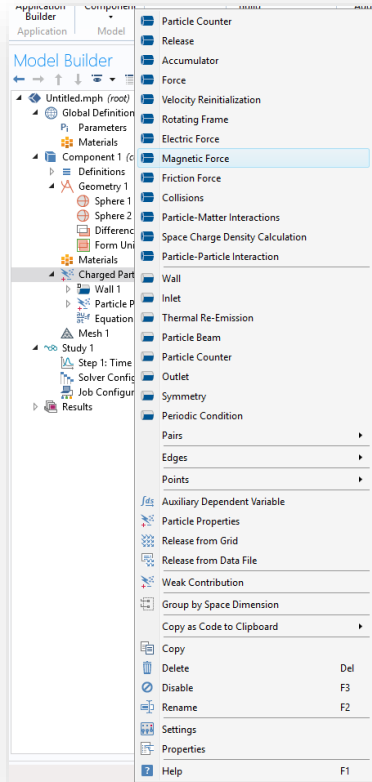 Application
Component
Build
Add
Builder
Application
Model
Model Builder
Untitled.mph (root)
Global Definition
Pi Parameters
Materials
Component 1 (c
Definitions
Geometry 1
Sphere 1
Sphere 2
Differenc
Form Uni
Materials
Charged Part
Wall 1
Particle P
Equation
Mesh 1
Study 1
Step 1: Time
Solver Config
Job Configur
Results
Particle Counter
Release
Accumulator
Force
Velocity Reinitialization
Rotating Frame
Electric Force
Magnetic Force
Friction Force
Collisions
Particle-Matter Interactions
Space Charge Density Calculation
Particle-Particle Interaction
Wall
Inlet
Thermal Re-Emission
Particle Beam
Particle Counter
Outlet
Symmetry
Periodic Condition
Pairs
Edges
Points
∫ds Auxiliary Dependent Variable
Particle Properties
Release from Grid
Release from Data File
Weak Contribution
Group by Space Dimension
Copy as Code to Clipboard
Copy
Delete Del
Disable F3
Rename F2
Settings
Properties
Help F1